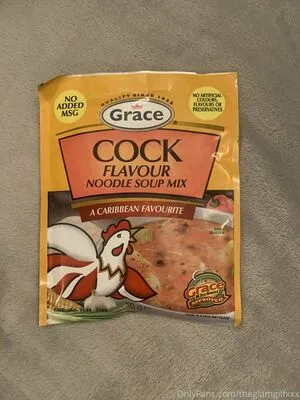 QUALITY SINCE 1922
NO
ADDED
MSG
NO ARTIFICIAL
COLOURS,
FLAVOURS OR
PRESERVATIVES
Grace
COCK
FLAVOUR
NOODLE SOUP MIX
A CARIBBEAN FAVOURITE
Grace
APPROVED
OnlyFans.com/theglamgilfxxx